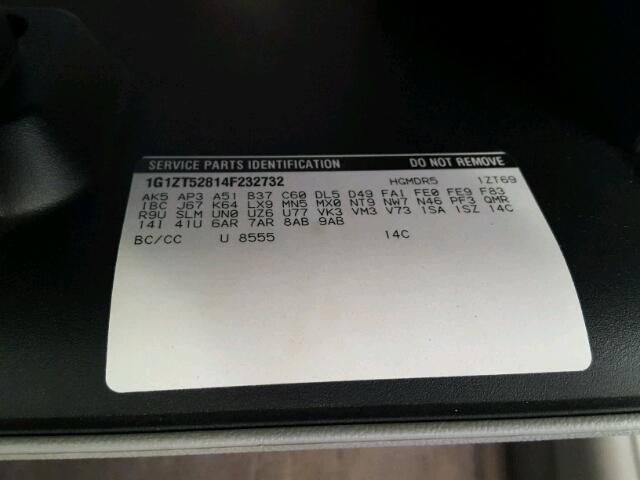 SERVICE PARTS IDENTIFICATION DO NOT REMOVE
1G1ZT52814F232732 HGMDR5 1ZT69
AK5 AP3 A51 B37 C60 DL5 D49 FA1 FE0 FE9 F83
IBC J67 K64 LX9 MN5 MX0 NT9 NW7 N46 PF3 QMR
R9U SLM UN0 UZ6 U77 VK3 VM3 V73 1SA 1SZ 14C
14I 41U 6AR 7AR 8AB 9AB
BC/CC U 8555 14C